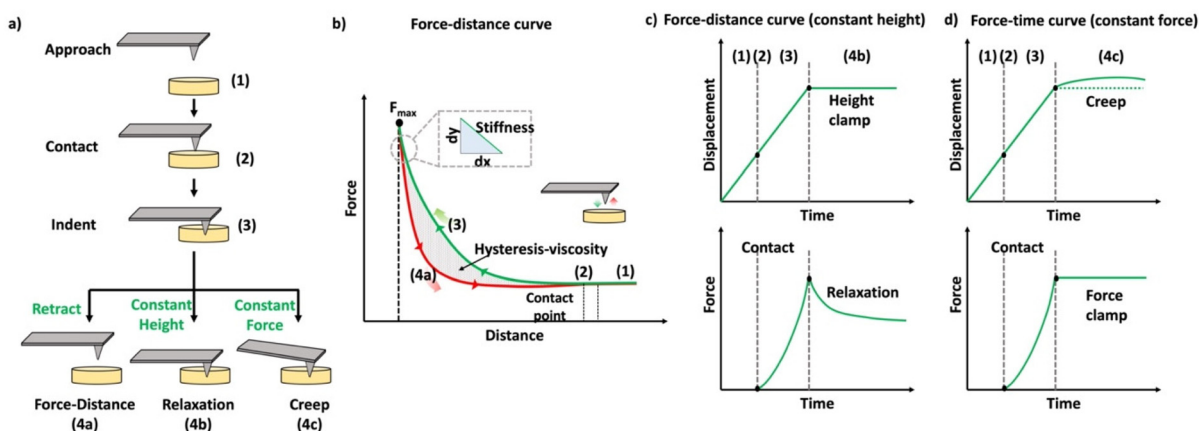 a)
Approach
(1)
Contact
(2)
Indent
(3)
Retract
Constant
Height
Constant
Force
Force-Distance
(4a)
Relaxation
(4b)
Creep
(4c)
b)
Force-distance curve
Fmax
dy
Stiffness
dx
Force
(3)
Hysteresis-viscosity
(4a)
(2)
(1)
Contact
point
Distance
c) Force-distance curve (constant height)
(1) (2) (3) (4b)
Displacement
Height
clamp
Time
Contact
Force
Relaxation
Time
d) Force-time curve (constant force)
(1) (2) (3) (4c)
Displacement
Creep
Time
Contact
Force
Force
clamp
Time